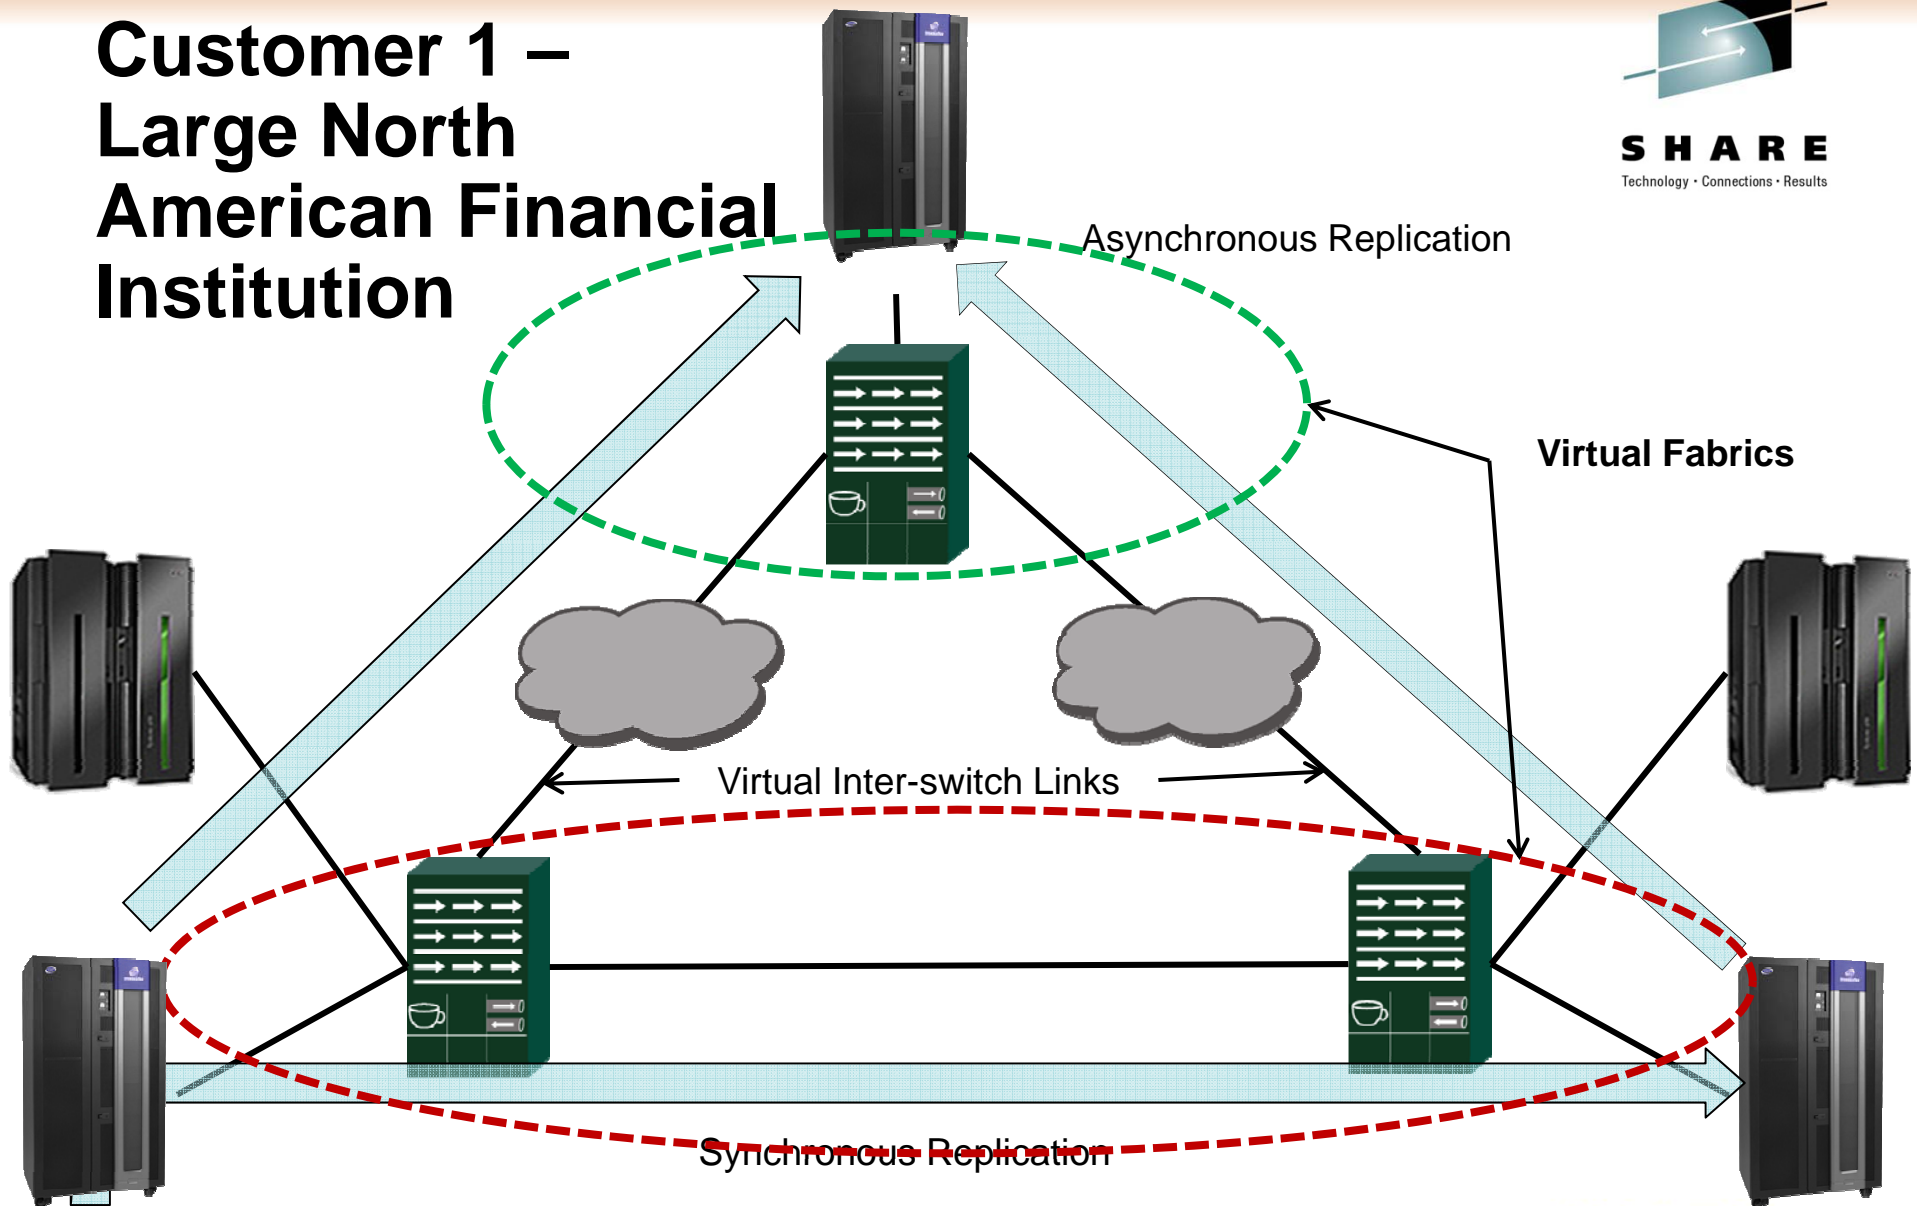 Customer 1 –
Large North
American Financial
Institution
SHARE
Technology · Connections · Results
Asynchronous Replication
Virtual Fabrics
Virtual Inter-switch Links
Synchronous Replication